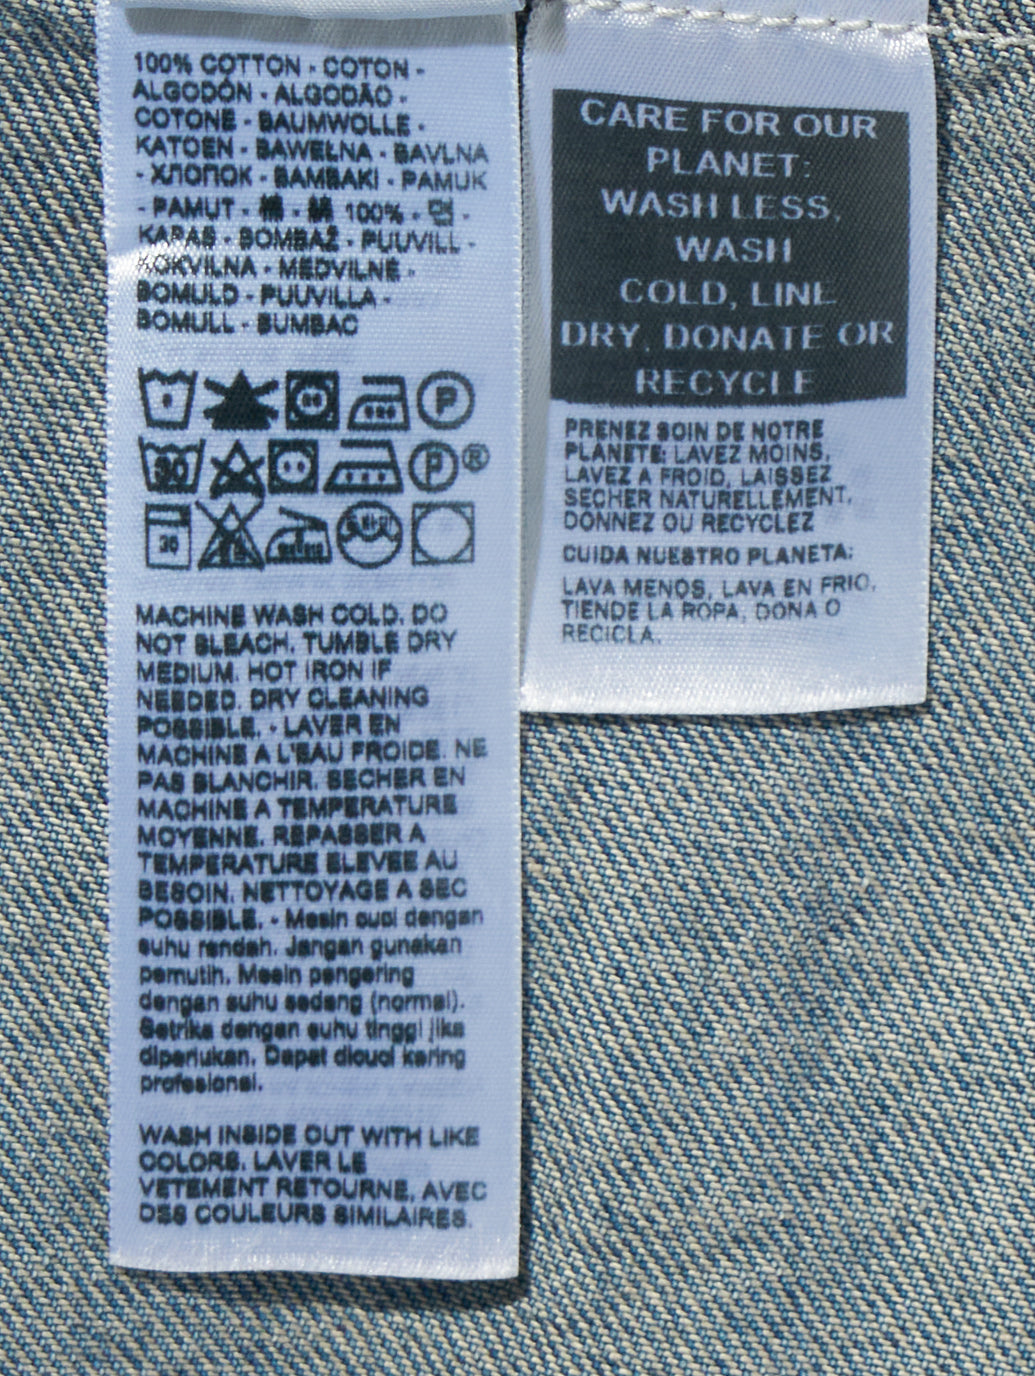 100% COTTON - COTON -
ALGODÓN - ALGODÃO -
COTONE - BAUMWOLLE -
KATOEN - BAWEŁNA - BAVLNA
- ХЛОПОК - BAMBAKI - PAMUK
- PAMUT - 棉 - 綿 100% - 면 -
KAPAS - BOMBAŽ - PUUVILL -
KOKVILNA - MEDVILNĖ -
BOMULD - PUUVILLA -
BOMULL - BUMBAC
P
30 P ®
30
MACHINE WASH COLD. DO
NOT BLEACH. TUMBLE DRY
MEDIUM. HOT IRON IF
NEEDED. DRY CLEANING
POSSIBLE. - LAVER EN
MACHINE A L'EAU FROIDE. NE
PAS BLANCHIR. SECHER EN
MACHINE A TEMPERATURE
MOYENNE. REPASSER A
TEMPERATURE ELEVEE AU
BESOIN. NETTOYAGE A SEC
POSSIBLE. - Mesin cuci dengan
suhu rendah. Jangan gunakan
pemutih. Mesin pengering
dengan suhu sedang (normal).
Setrika dengan suhu tinggi jika
diperlukan. Dapat dicuci kering
profesional.
WASH INSIDE OUT WITH LIKE
COLORS. LAVER LE
VETEMENT RETOURNE, AVEC
DES COULEURS SIMILAIRES.
CARE FOR OUR
PLANET:
WASH LESS,
WASH
COLD, LINE
DRY, DONATE OR
RECYCLE
PRENEZ SOIN DE NOTRE
PLANETE: LAVEZ MOINS,
LAVEZ A FROID, LAISSEZ
SECHER NATURELLEMENT,
DONNEZ OU RECYCLEZ
CUIDA NUESTRO PLANETA:
LAVA MENOS, LAVA EN FRIO,
TIENDE LA ROPA, DONA O
RECICLA.